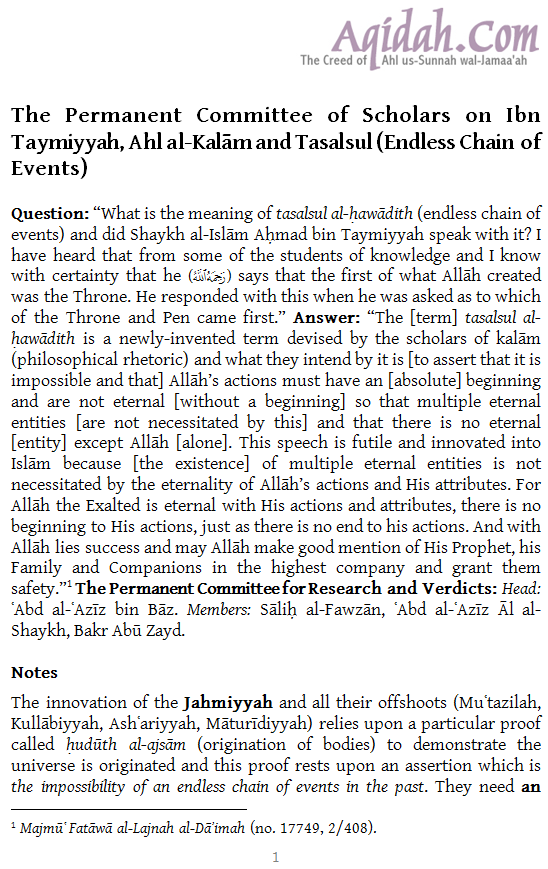 Aqidah.Com
The Creed of Ahl us-Sunnah wal-Jamaa'ah
The Permanent Committee of Scholars on Ibn
Taymiyyah, Ahl al-Kalām and Tasalsul (Endless Chain of
Events)
Question: “What is the meaning of tasalsul al-ḥawādith (endless chain of
events) and did Shaykh al-Islām Aḥmad bin Taymiyyah speak with it? I
have heard that from some of the students of knowledge and I know
with certainty that he (رحمه الله) says that the first of what Allāh created
was the Throne. He responded with this when he was asked as to which
of the Throne and Pen came first.” Answer: “The [term] tasalsul al-
ḥawādith is a newly-invented term devised by the scholars of kalām
(philosophical rhetoric) and what they intend by it is [to assert that it is
impossible and that] Allāh’s actions must have an [absolute] beginning
and are not eternal [without a beginning] so that multiple eternal
entities [are not necessitated by this] and that there is no eternal
[entity] except Allāh [alone]. This speech is futile and innovated into
Islām because [the existence] of multiple eternal entities is not
necessitated by the eternality of Allāh’s actions and His attributes. For
Allāh the Exalted is eternal with His actions and attributes, there is no
beginning to His actions, just as there is no end to his actions. And with
Allāh lies success and may Allāh make good mention of His Prophet, his
Family and Companions in the highest company and grant them
safety.”1 The Permanent Committee for Research and Verdicts: Head:
ʿAbd al-ʿAzīz bin Bāz. Members: Sāliḥ al-Fawzān, ʿAbd al-ʿAzīz Āl al-
Shaykh, Bakr Abū Zayd.
Notes
The innovation of the Jahmiyyah and all their offshoots (Muʿtazilah,
Kullābiyyah, Ashʿariyyah, Māturīdiyyah) relies upon a particular proof
called ḥudūth al-ajsām (origination of bodies) to demonstrate the
universe is originated and this proof rests upon an assertion which is
the impossibility of an endless chain of events in the past. They need an
1 Majmūʿ Fatāwā al-Lajnah al-Dāʾimah (no. 17749, 2/408).
1